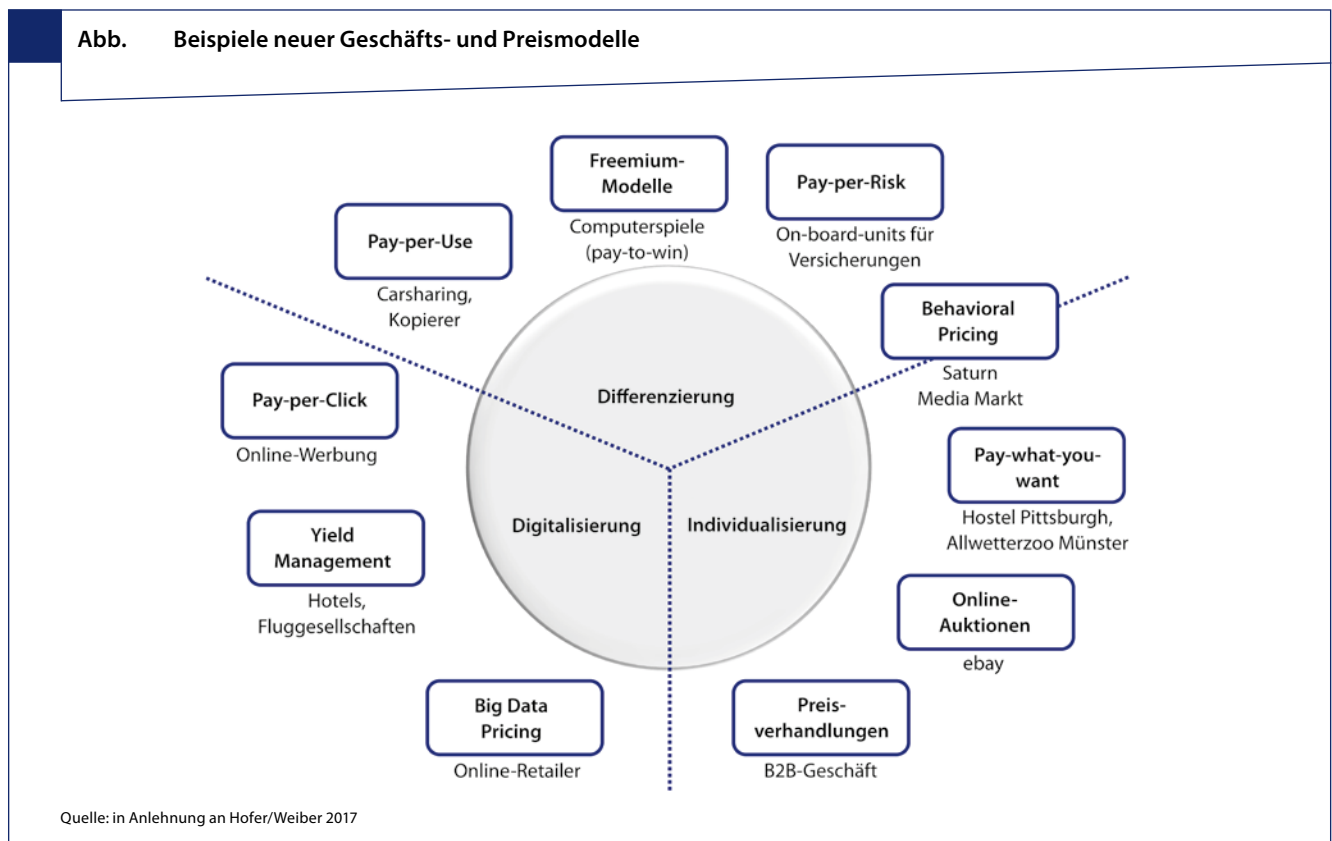 Abb. Beispiele neuer Geschäfts- und Preismodelle
Freemium-
Modelle
Computerspiele
(pay-to-win)
Pay-per-Risk
On-board-units für
Versicherungen
Pay-per-Use
Carsharing,
Kopierer
Behavioral
Pricing
Saturn
Media Markt
Pay-per-Click
Online-Werbung
Differenzierung
Pay-what-you-
want
Hostel Pittsburgh,
Allwetterzoo Münster
Digitalisierung
Individualisierung
Yield
Management
Hotels,
Fluggesellschaften
Online-
Auktionen
ebay
Big Data
Pricing
Online-Retailer
Preis-
verhandlungen
B2B-Geschäft
Quelle: in Anlehnung an Hofer/Weiber 2017